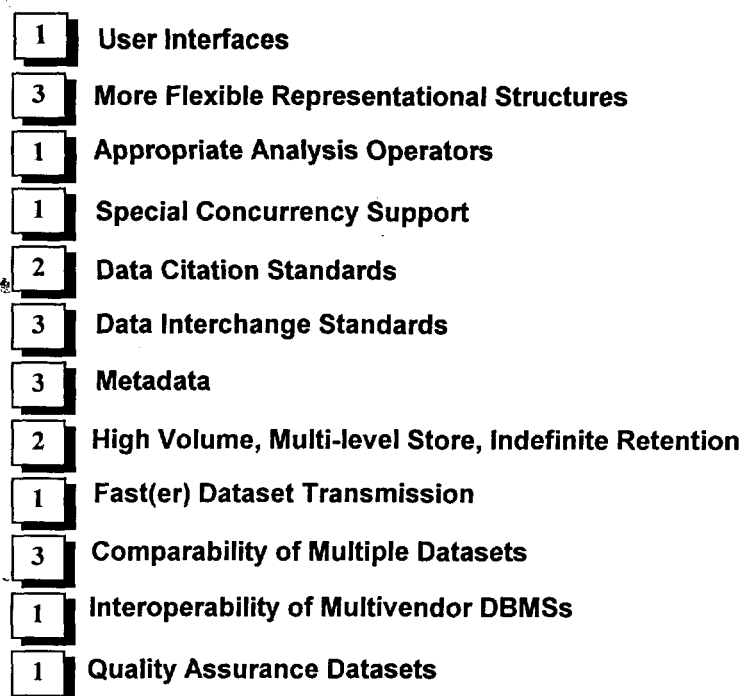 1 User Interfaces
3 More Flexible Representational Structures
1 Appropriate Analysis Operators
1 Special Concurrency Support
2 Data Citation Standards
3 Data Interchange Standards
3 Metadata
2 High Volume, Multi-level Store, Indefinite Retention
1 Fast(er) Dataset Transmission
3 Comparability of Multiple Datasets
1 Interoperability of Multivendor DBMSs
1 Quality Assurance Datasets